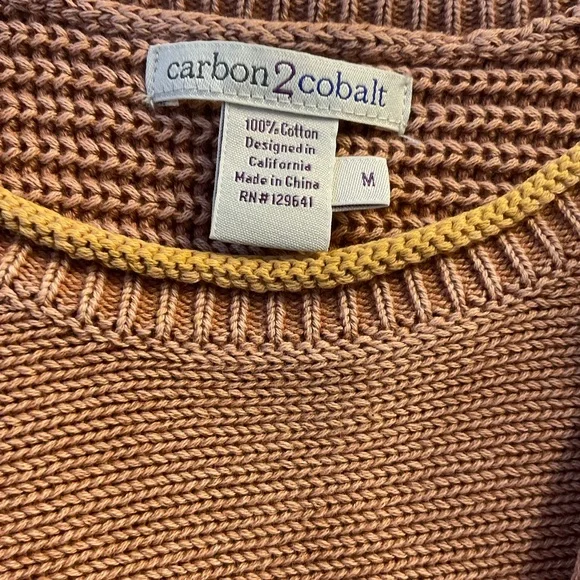 carbon2cobalt
100% Cotton
Designed in
California
Made in China
RN#129641
M